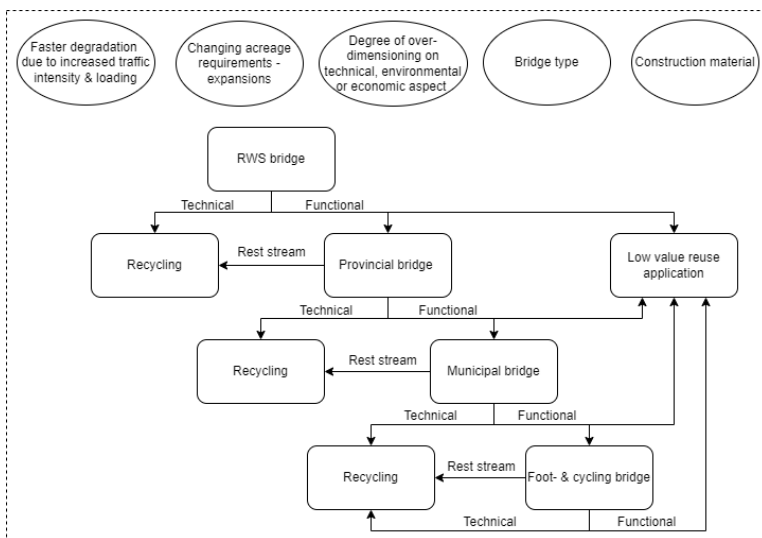 Faster degradation
due to increased traffic
intensity & loading
Changing acreage
requirements -
expansions
Degree of over-
dimensioning on
technical, environmental
or economic aspect
Bridge type
Construction material
RWS bridge
Technical
Functional
Recycling
Rest stream
Provincial bridge
Low value reuse
application
Technical
Functional
Recycling
Rest stream
Municipal bridge
Technical
Functional
Recycling
Rest stream
Foot- & cycling bridge
Technical
Functional